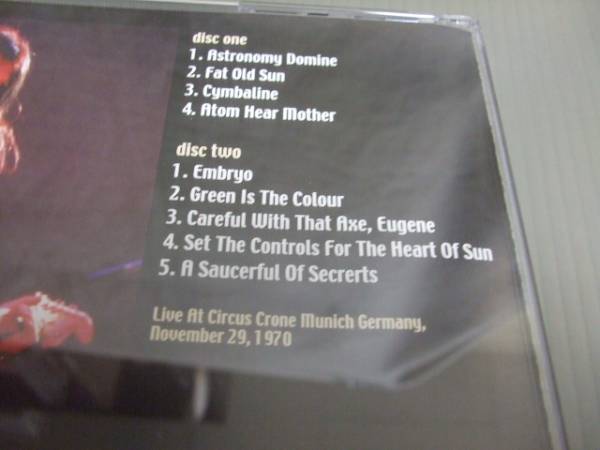 disc one
1. Astronomy Domine
2. Fat Old Sun
3. Cymbaline
4. Atom Hear Mother
disc two
1. Embryo
2. Green Is The Colour
3. Careful With That Axe, Eugene
4. Set The Controls For The Heart Of Sun
5. A Saucerful Of Secrerts
Live At Circus Crone Munich Germany,
November 29, 1970